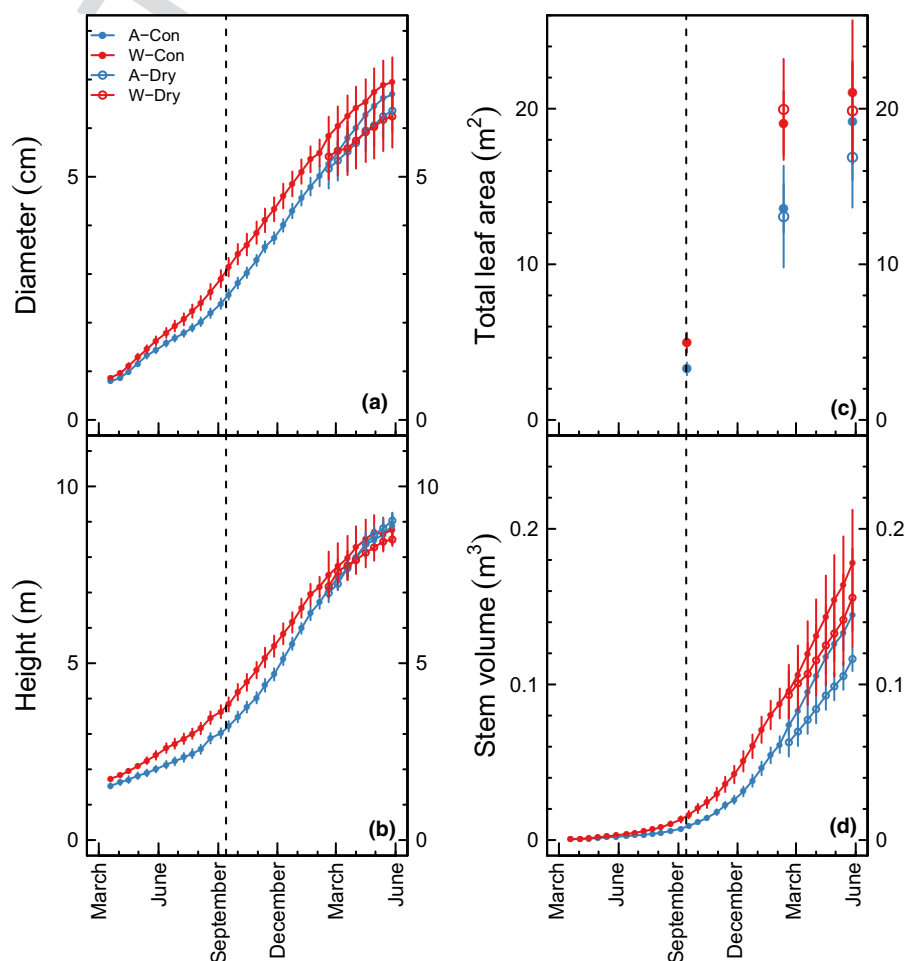 A−Con
W−Con
A−Dry
W−Dry
Diameter (cm)
0
5
0
5
(a)
Total leaf area (m²)
0
10
20
0
10
20
(c)
Height (m)
0
5
10
0
5
10
(b)
March
June
September
December
March
June
Stem volume (m³)
0
0.1
0.2
0
0.1
0.2
(d)
March
June
September
December
March
June